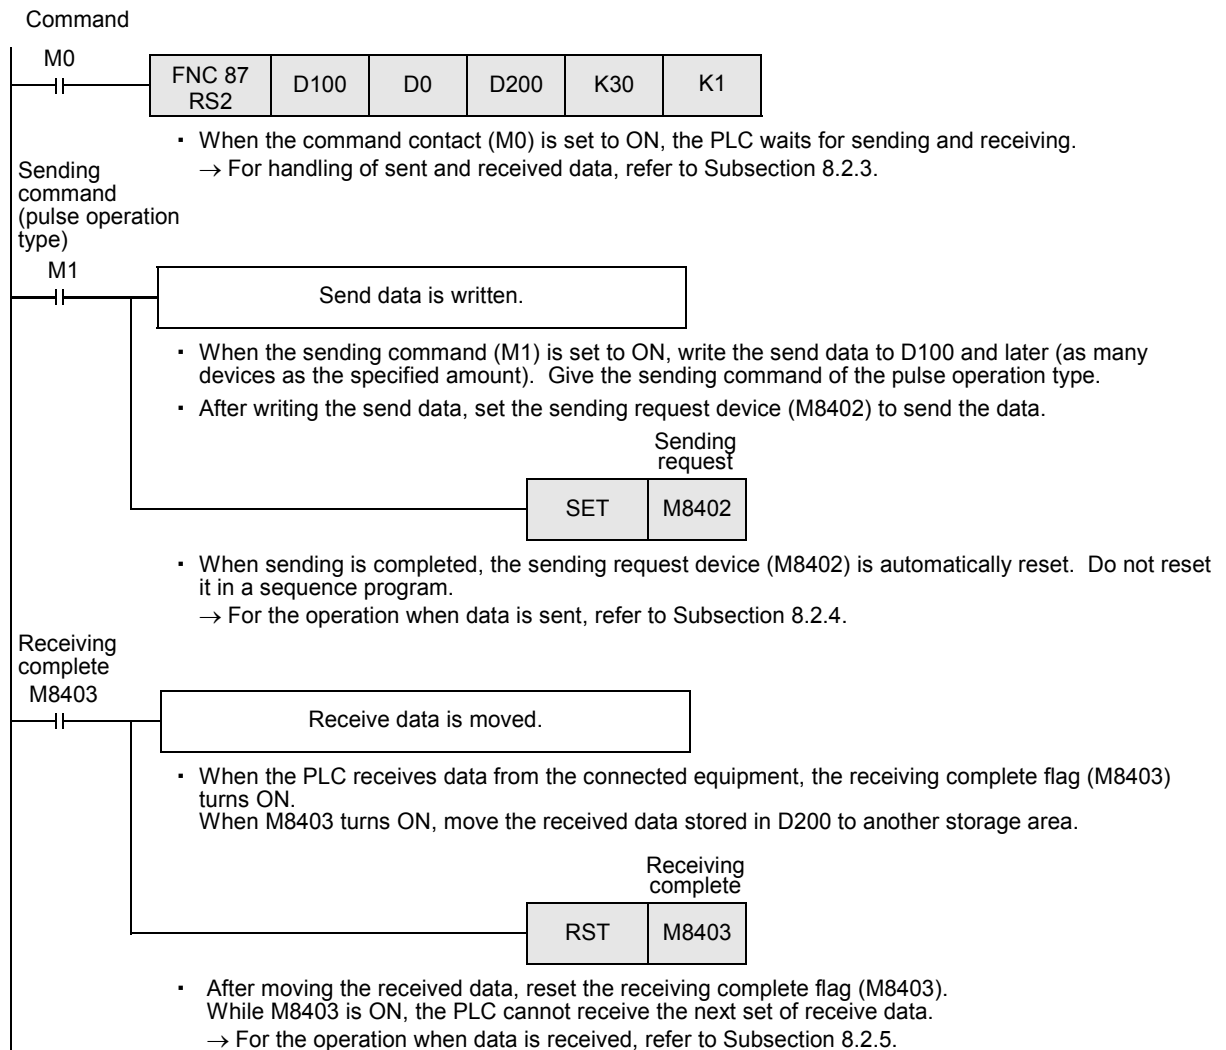 Command
M0
FNC 87
RS2
D100
D0
D200
K30
K1
▪ When the command contact (M0) is set to ON, the PLC waits for sending and receiving.
→ For handling of sent and received data, refer to Subsection 8.2.3.
Sending
command
(pulse operation
type)
M1
Send data is written.
▪ When the sending command (M1) is set to ON, write the send data to D100 and later (as many
devices as the specified amount). Give the sending command of the pulse operation type.
▪ After writing the send data, set the sending request device (M8402) to send the data.
Sending
request
SET
M8402
▪ When sending is completed, the sending request device (M8402) is automatically reset. Do not reset
it in a sequence program.
→ For the operation when data is sent, refer to Subsection 8.2.4.
Receiving
complete
M8403
Receive data is moved.
▪ When the PLC receives data from the connected equipment, the receiving complete flag (M8403)
turns ON.
When M8403 turns ON, move the received data stored in D200 to another storage area.
Receiving
complete
RST
M8403
▪ After moving the received data, reset the receiving complete flag (M8403).
While M8403 is ON, the PLC cannot receive the next set of receive data.
→ For the operation when data is received, refer to Subsection 8.2.5.